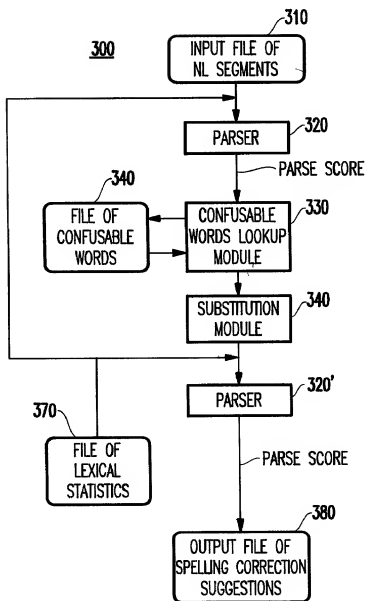 310
300
INPUT FILE OF
NL SEGMENTS
PARSER
320
PARSE SCORE
340
330
FILE OF
CONFUSABLE
WORDS
CONFUSABLE
WORDS LOOKUP
MODULE
340
SUBSTITUTION
MODULE
320'
PARSER
370
FILE OF
LEXICAL
STATISTICS
PARSE SCORE
380
OUTPUT FILE OF
SPELLING CORRECTION
SUGGESTIONS